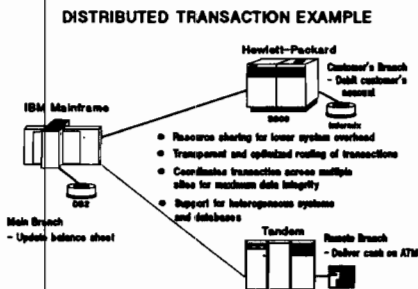 DISTRIBUTED TRANSACTION EXAMPLE
Hewlett-Packard
Customer's Branch
- Debit customer's
account
Informix
IBM Mainframe
• Resource sharing for lower system overhead
• Transparent and optimized routing of transactions
• Coordinates transaction across multiple
sites for maximum data integrity
• Support for heterogeneous systems
and databases
DB2
Main Branch
- Update balance sheet
Tandem
Remote Branch
- Deliver cash on ATM